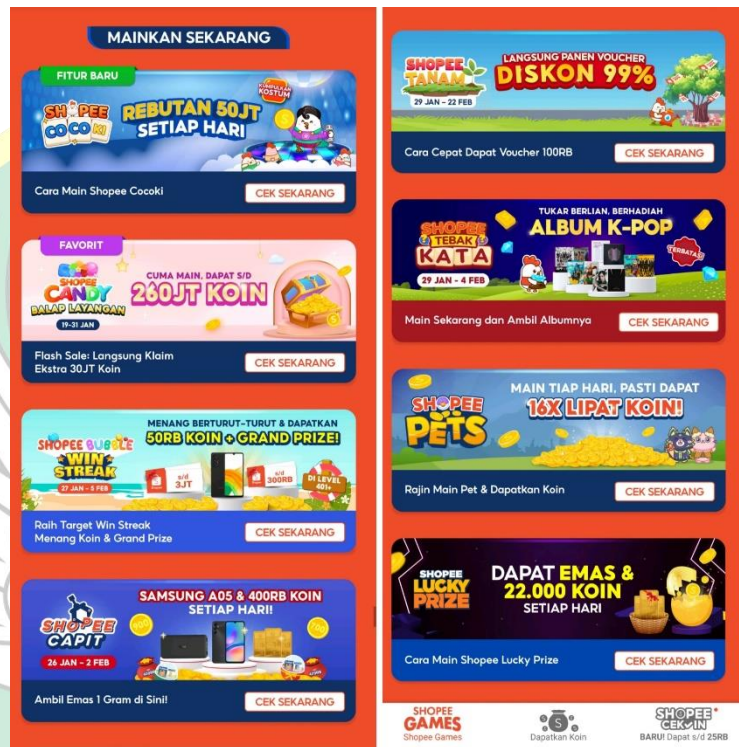 MAINKAN SEKARANG
FITUR BARU
SHOPEE
COCOKI
REBUTAN 50JT
SETIAP HARI
KUMPULKAN
KOSTUM
Cara Main Shopee Cocoki
CEK SEKARANG
FAVORIT
SHOPEE
CANDY
BALAP LAYANGAN
19-31 JAN
CUMA MAIN, DAPAT S/D
260JT KOIN
Flash Sale: Langsung Klaim
Ekstra 30JT Koin
CEK SEKARANG
SHOPEE BUBBLE
WIN
STREAK
27 JAN - 5 FEB
MENANG BERTURUT-TURUT & DAPATKAN
50RB KOIN + GRAND PRIZE!
s/d
3JT
s/d
300RB
DI LEVEL
401+
Raih Target Win Streak
Menang Koin & Grand Prize
CEK SEKARANG
SHOPEE
CAPIT
26 JAN - 2 FEB
SAMSUNG A05 & 400RB KOIN
SETIAP HARI!
Ambil Emas 1 Gram di Sini!
CEK SEKARANG
SHOPEE
TANAM
29 JAN - 22 FEB
LANGSUNG PANEN VOUCHER
DISKON 99%
Cara Cepat Dapat Voucher 100RB
CEK SEKARANG
SHOPEE
TEBAK
KATA
29 JAN - 4 FEB
TUKAR BERLIAN, BERHADIAH
ALBUM K-POP
TERBATAS
Main Sekarang dan Ambil Albumnya
CEK SEKARANG
SHOPEE
PETS
MAIN TIAP HARI, PASTI DAPAT
16X LIPAT KOIN!
Rajin Main Pet & Dapatkan Koin
CEK SEKARANG
SHOPEE
LUCKY
PRIZE
DAPAT EMAS &
22.000 KOIN
SETIAP HARI
Cara Main Shopee Lucky Prize
CEK SEKARANG
SHOPEE
GAMES
Shopee Games
Dapatkan Koin
SHOPEE
CEK IN
BARU! Dapat s/d 25RB